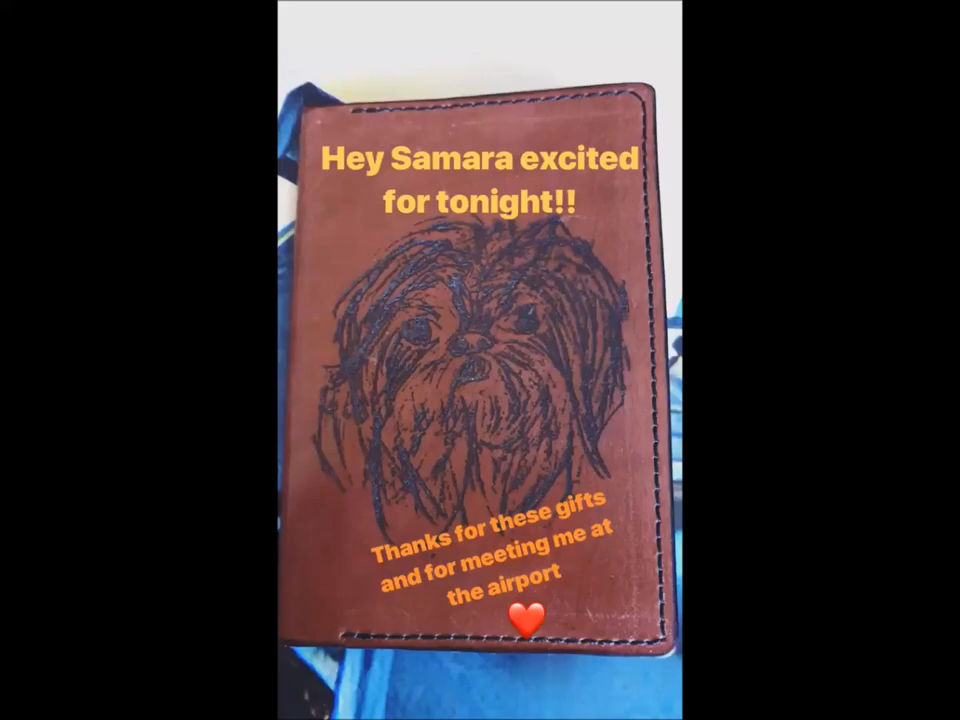 Hey Samara excited
for tonight!!
Thanks for these gifts
and for meeting me at
the airport